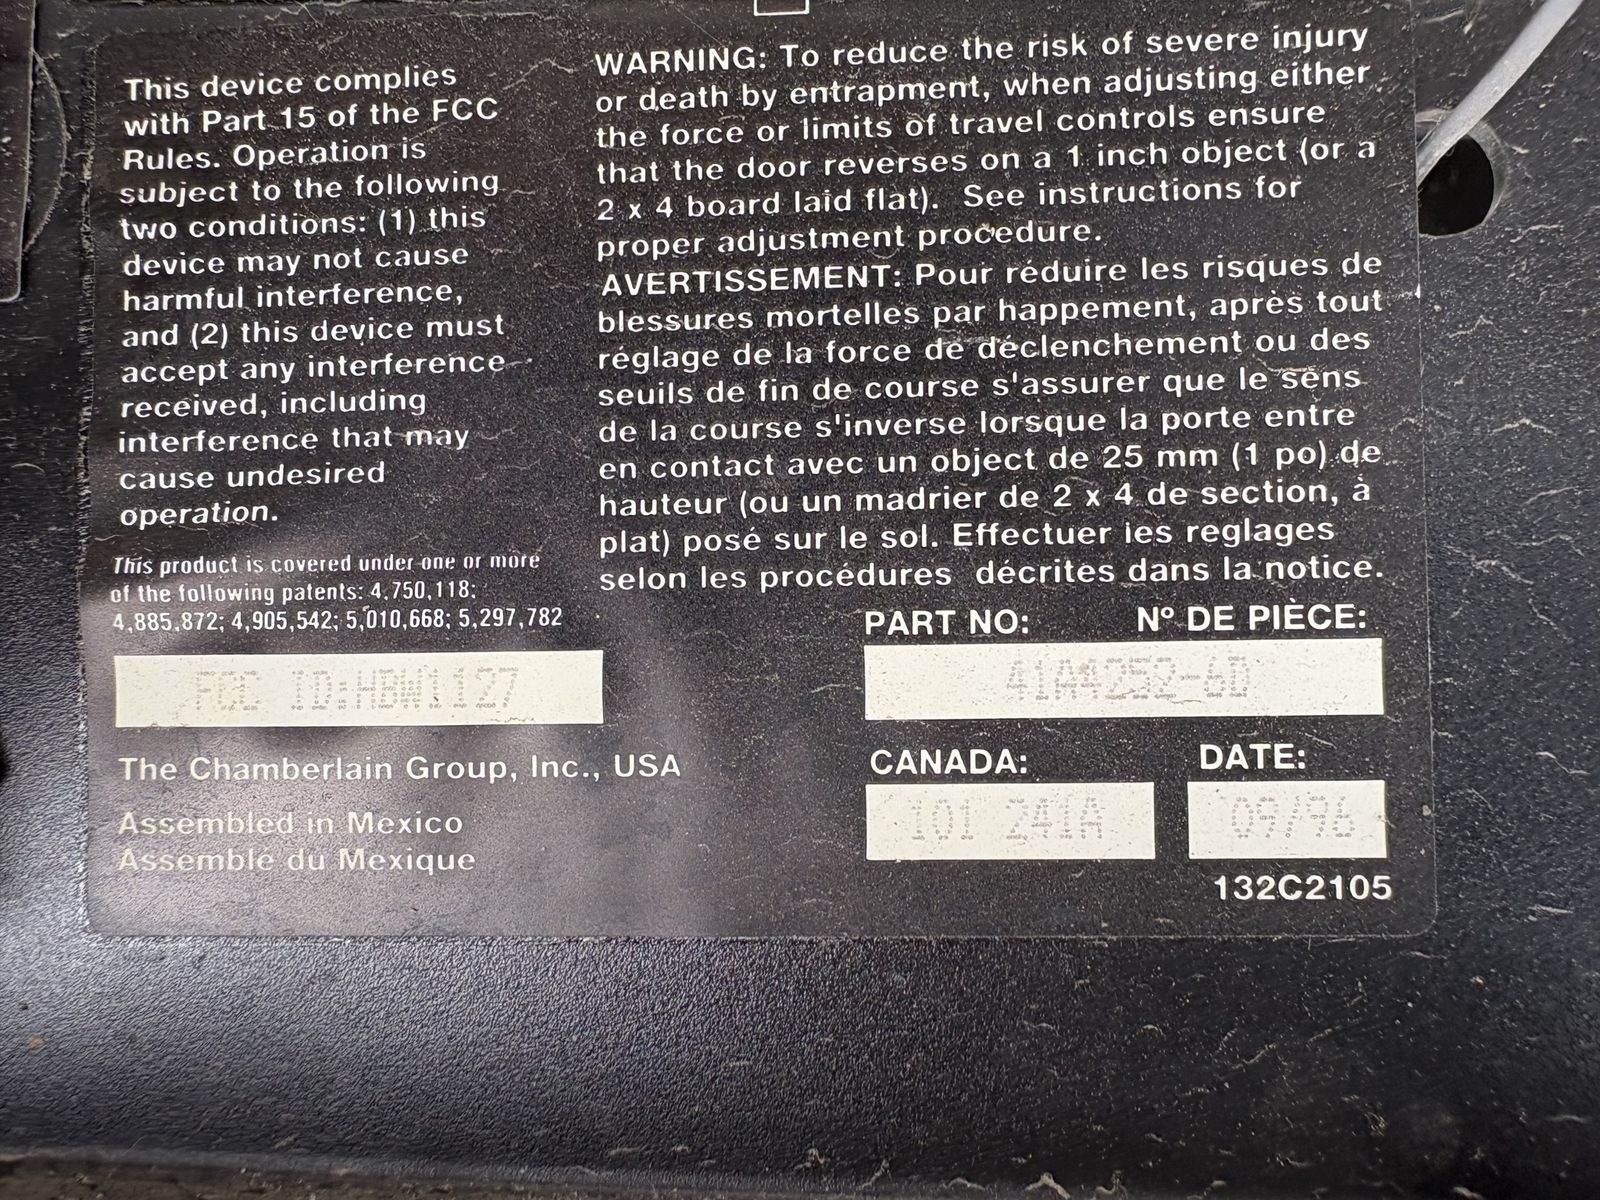 This device complies
with Part 15 of the FCC
Rules. Operation is
subject to the following
two conditions: (1) this
device may not cause
harmful interference,
and (2) this device must
accept any interference
received, including
interference that may
cause undesired
operation.
This product is covered under one or more
of the following patents: 4,750,118;
4,885,872; 4,905,542; 5,010,668; 5,297,782
The Chamberlain Group, Inc., USA
Assembled in Mexico
Assemblé du Mexique
WARNING: To reduce the risk of severe injury
or death by entrapment, when adjusting either
the force or limits of travel controls ensure
that the door reverses on a 1 inch object (or a
2 x 4 board laid flat). See instructions for
proper adjustment procedure.
AVERTISSEMENT: Pour réduire les risques de
blessures mortelles par happement, après tout
réglage de la force de déclenchement ou des
seuils de fin de course s'assurer que le sens
de la course s'inverse lorsque la porte entre
en contact avec un object de 25 mm (1 po) de
hauteur (ou un madrier de 2 x 4 de section, à
plat) posé sur le sol. Effectuer les reglages
selon les procédures décrites dans la notice.
PART NO: Nº DE PIÈCE:
CANADA: DATE:
09/96
132C2105